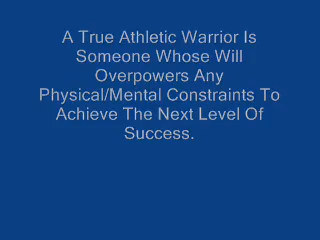 A True Athletic Warrior Is
Someone Whose Will
Overpowers Any
Physical/Mental Constraints To
Achieve The Next Level Of
Success.